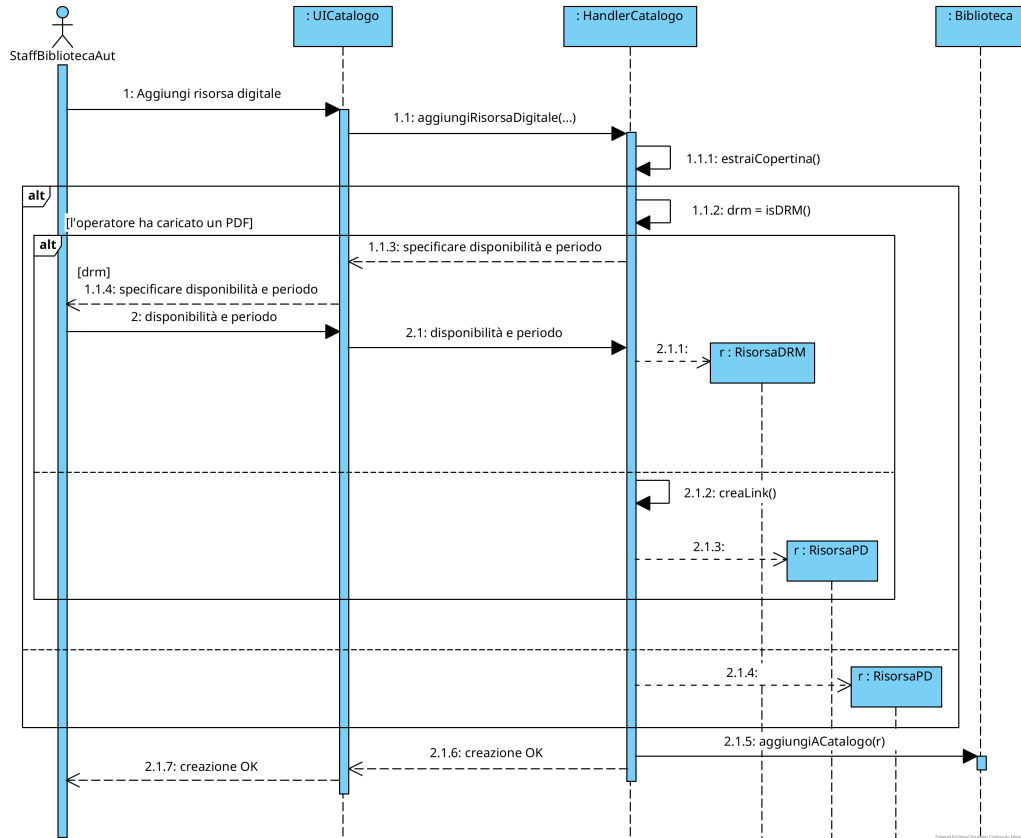 : UICatalogo
: HandlerCatalogo
: Biblioteca
StaffBibliotecaAut
1: Aggiungi risorsa digitale
1.1: aggiungiRisorsaDigitale(...)
1.1.1: estraiCopertina()
alt
1.1.2: drm = isDRM()
[l'operatore ha caricato un PDF]
alt
1.1.3: specificare disponibilità e periodo
[drm]
1.1.4: specificare disponibilità e periodo
2: disponibilità e periodo
2.1: disponibilità e periodo
2.1.1:
r : RisorsaDRM
2.1.2: creaLink()
2.1.3:
r : RisorsaPD
2.1.4:
r : RisorsaPD
2.1.5: aggiungiACatalogo(r)
2.1.6: creazione OK
2.1.7: creazione OK